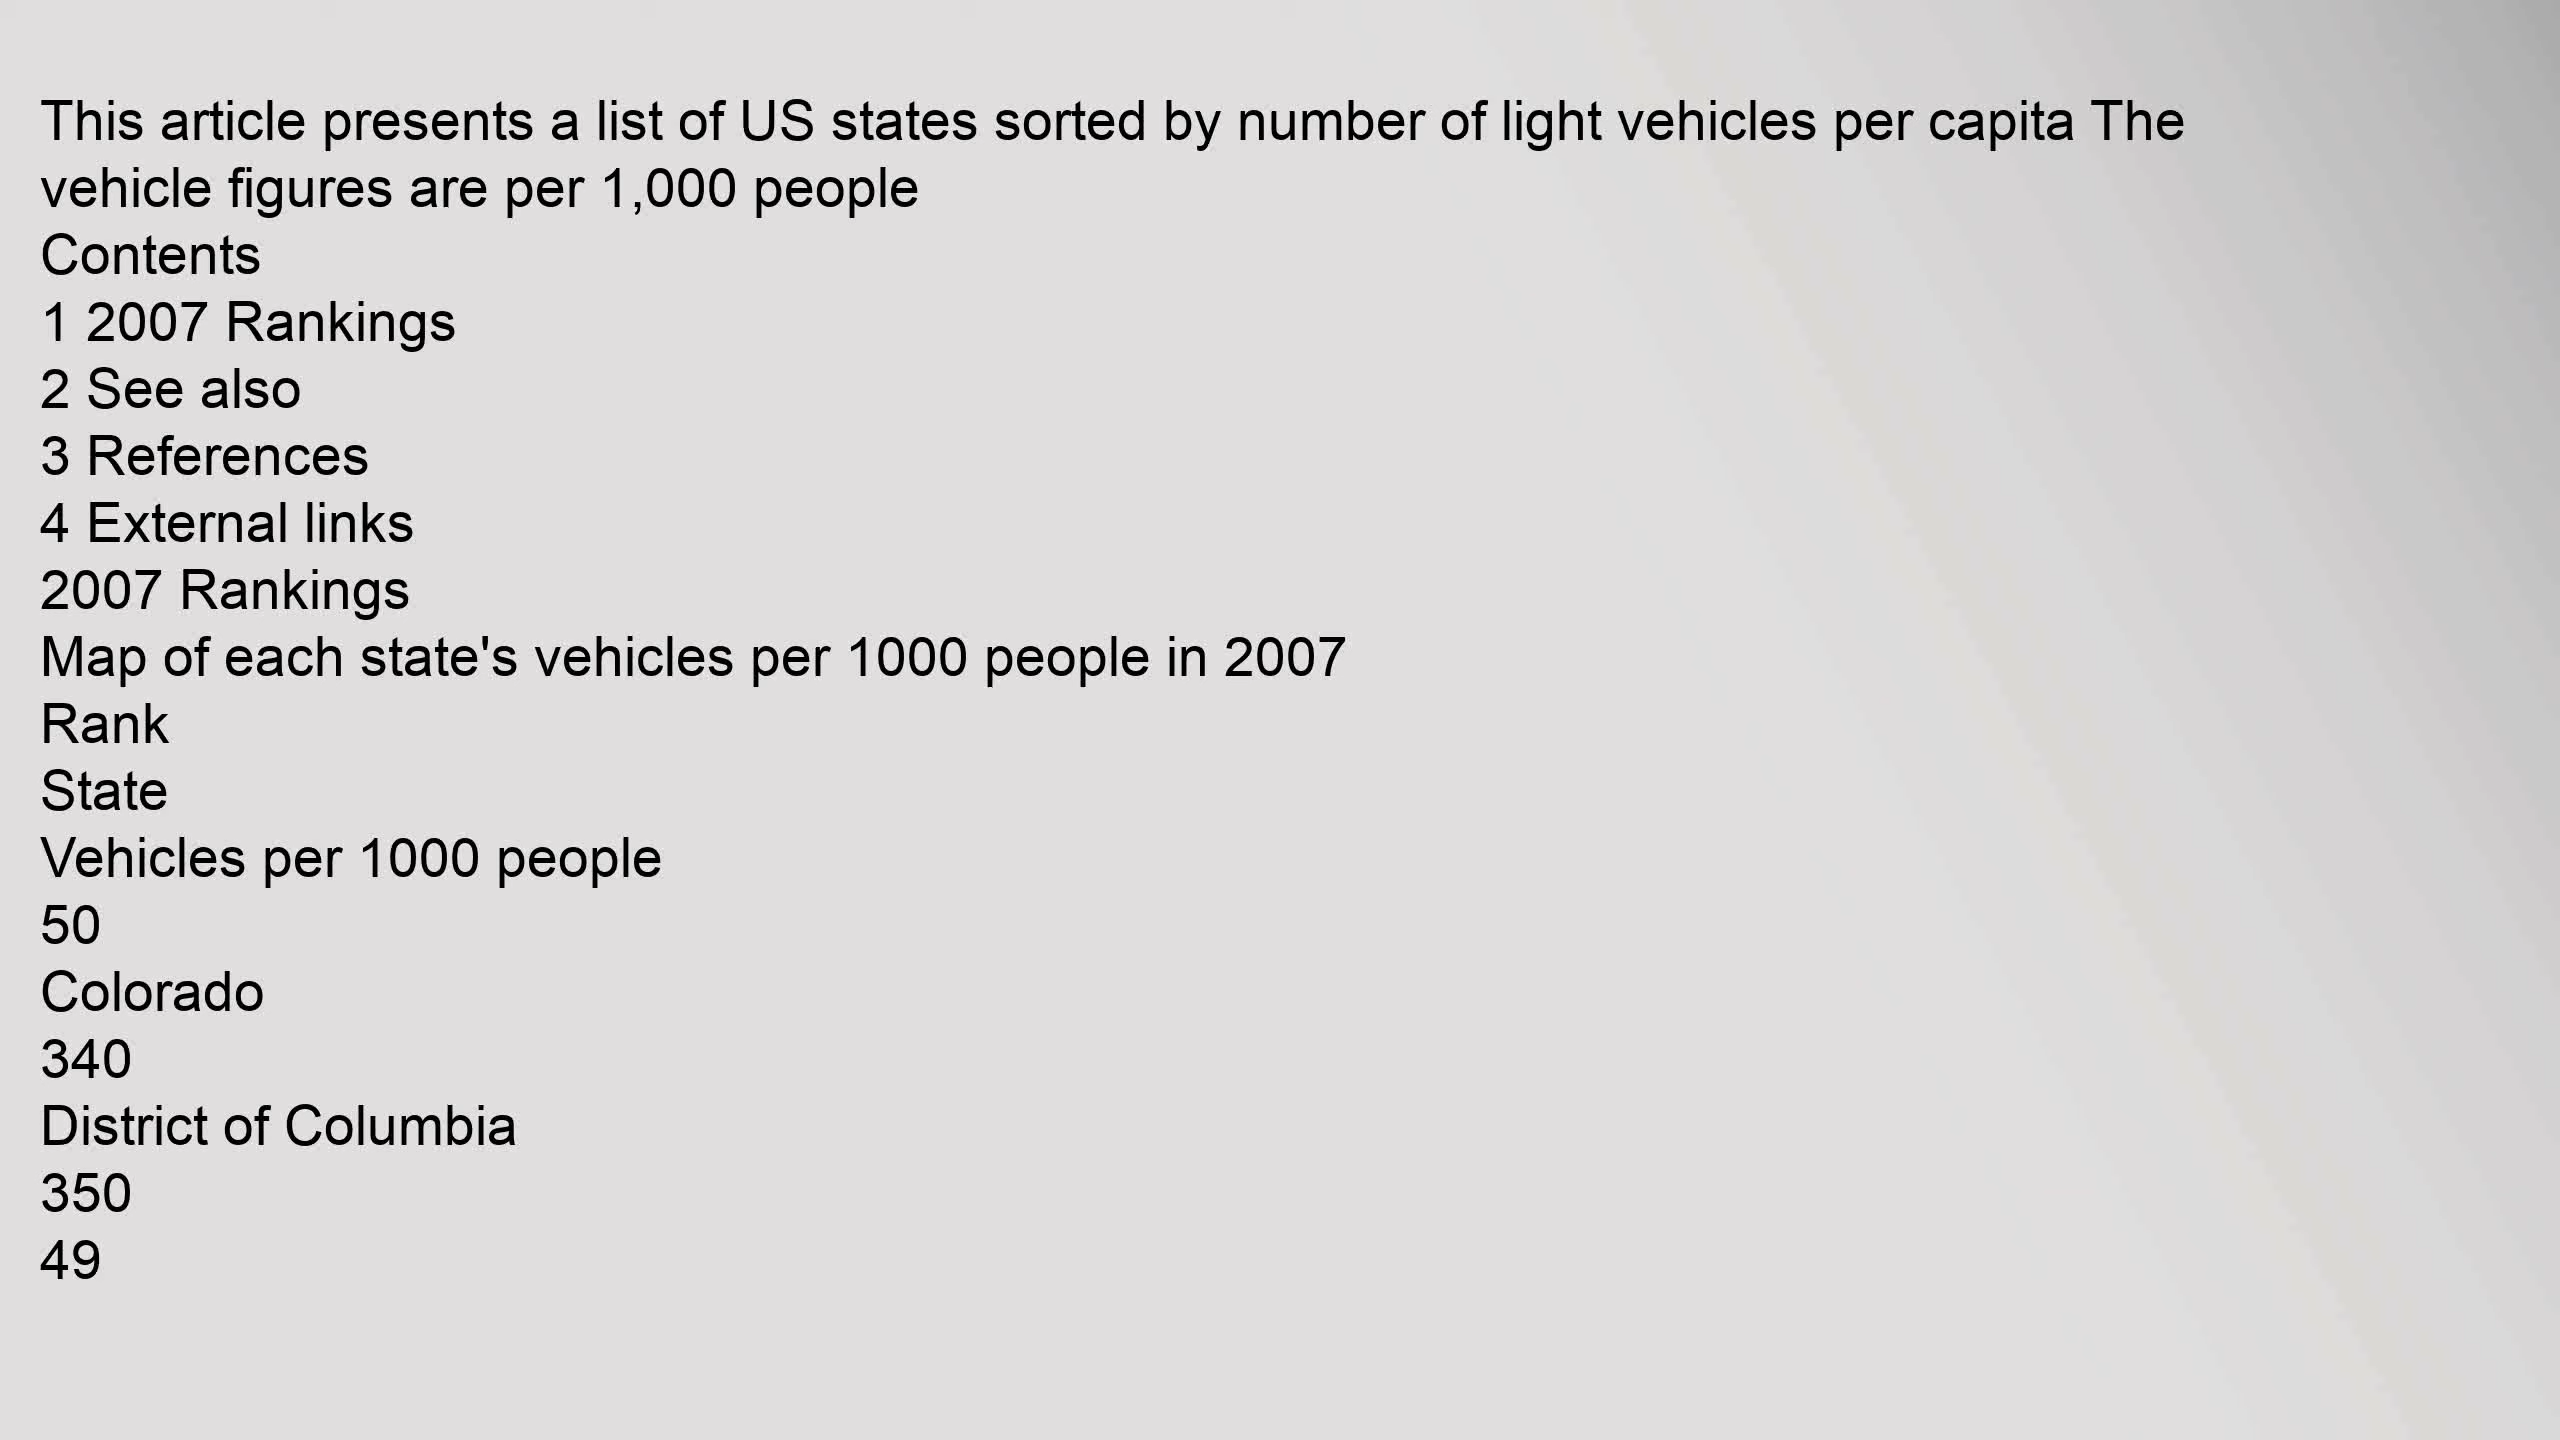 This article presents a list of US states sorted by number of light vehicles per capita The
vehicle figures are per 1,000 people
Contents
1 2007 Rankings
2 See also
3 References
4 External links
2007 Rankings
Map of each state's vehicles per 1000 people in 2007
Rank
State
Vehicles per 1000 people
50
Colorado
340
District of Columbia
350
49